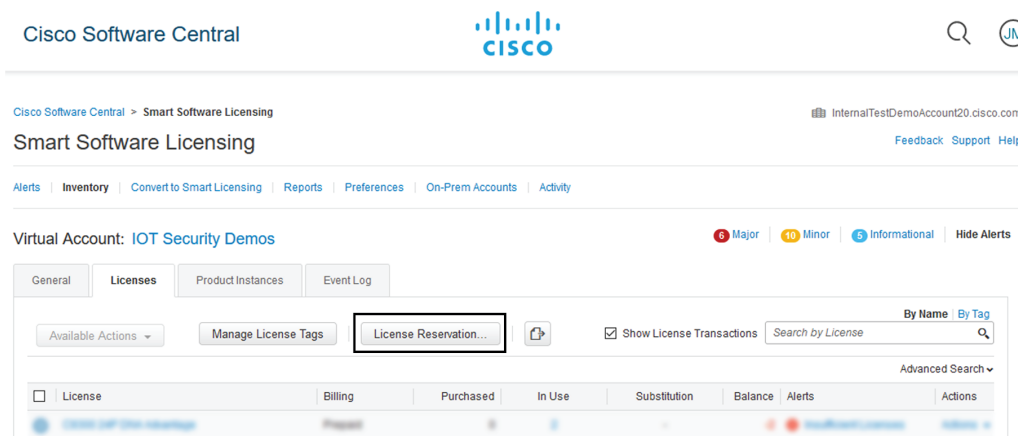 Cisco Software Central
CISCO
JM
Cisco Software Central > Smart Software Licensing
InternalTestDemoAccount20.cisco.com
Smart Software Licensing
Feedback Support Help
Alerts Inventory Convert to Smart Licensing Reports Preferences On-Prem Accounts Activity
Virtual Account: IOT Security Demos
6 Major 10 Minor 5 Informational Hide Alerts
General Licenses Product Instances Event Log
By Name By Tag
Available Actions Manage License Tags License Reservation... Show License Transactions Search by License
Advanced Search
License Billing Purchased In Use Substitution Balance Alerts Actions